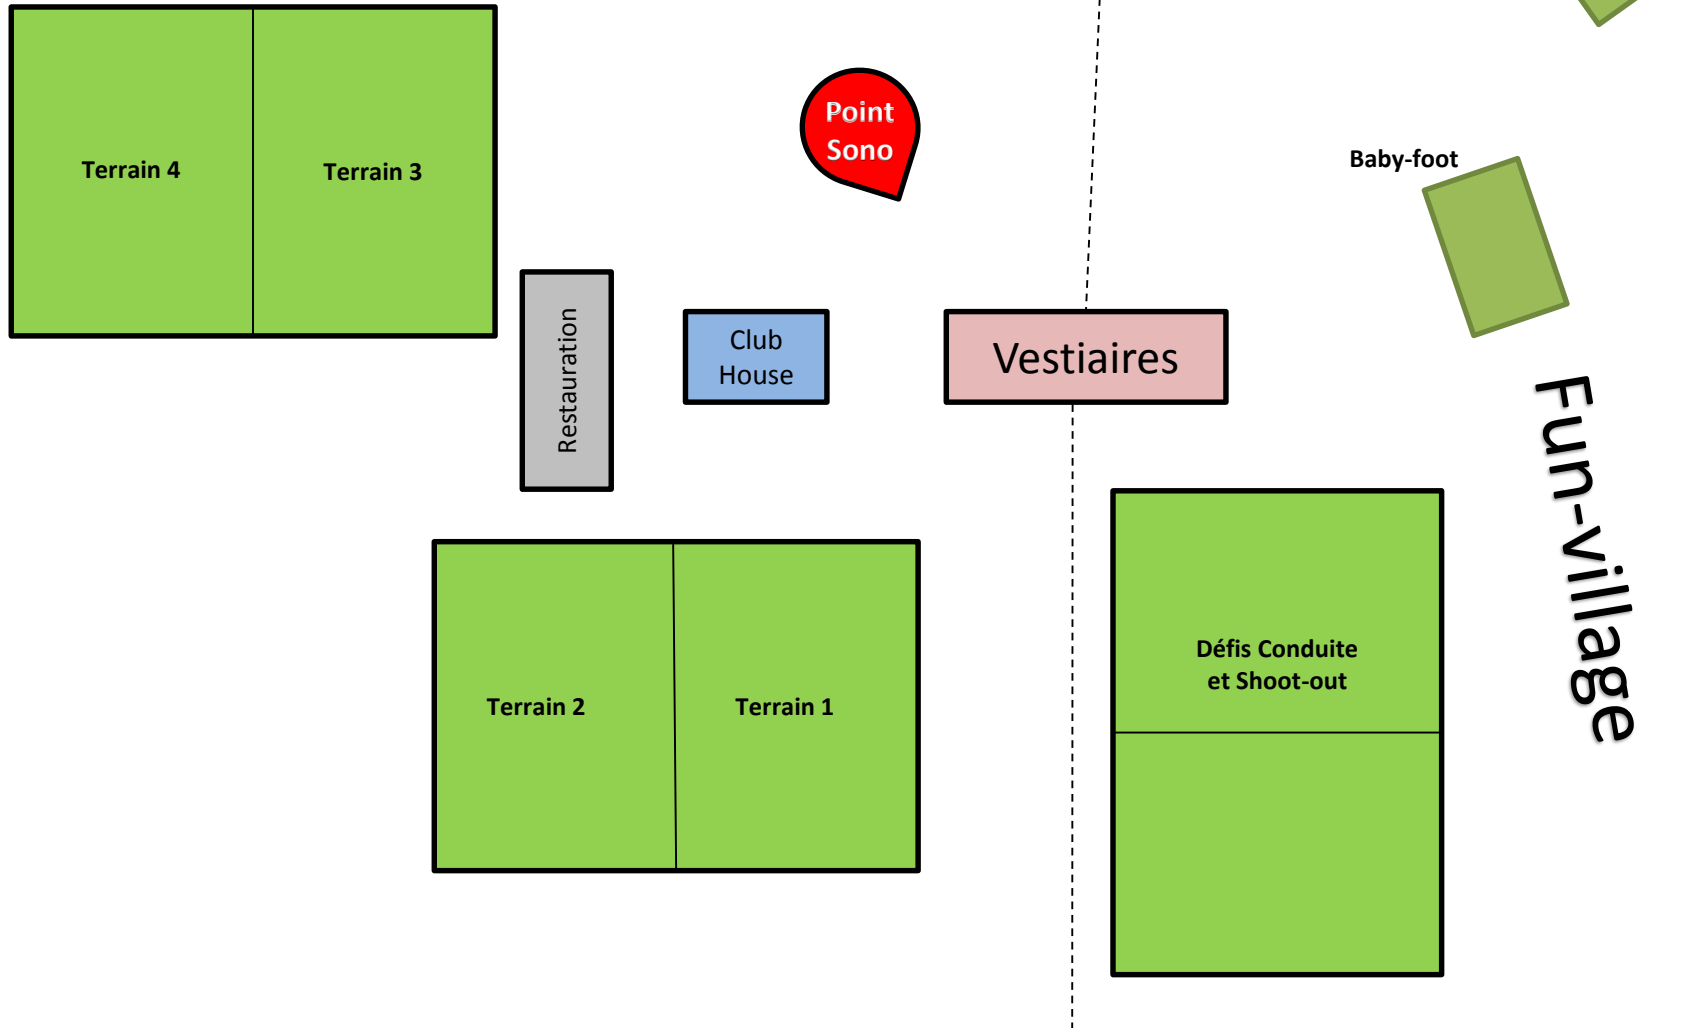 Point
Sono
Baby-foot
Terrain 4
Terrain 3
Restauration
Club
House
Vestiaires
Fun-village
Défis Conduite
et Shoot-out
Terrain 2
Terrain 1